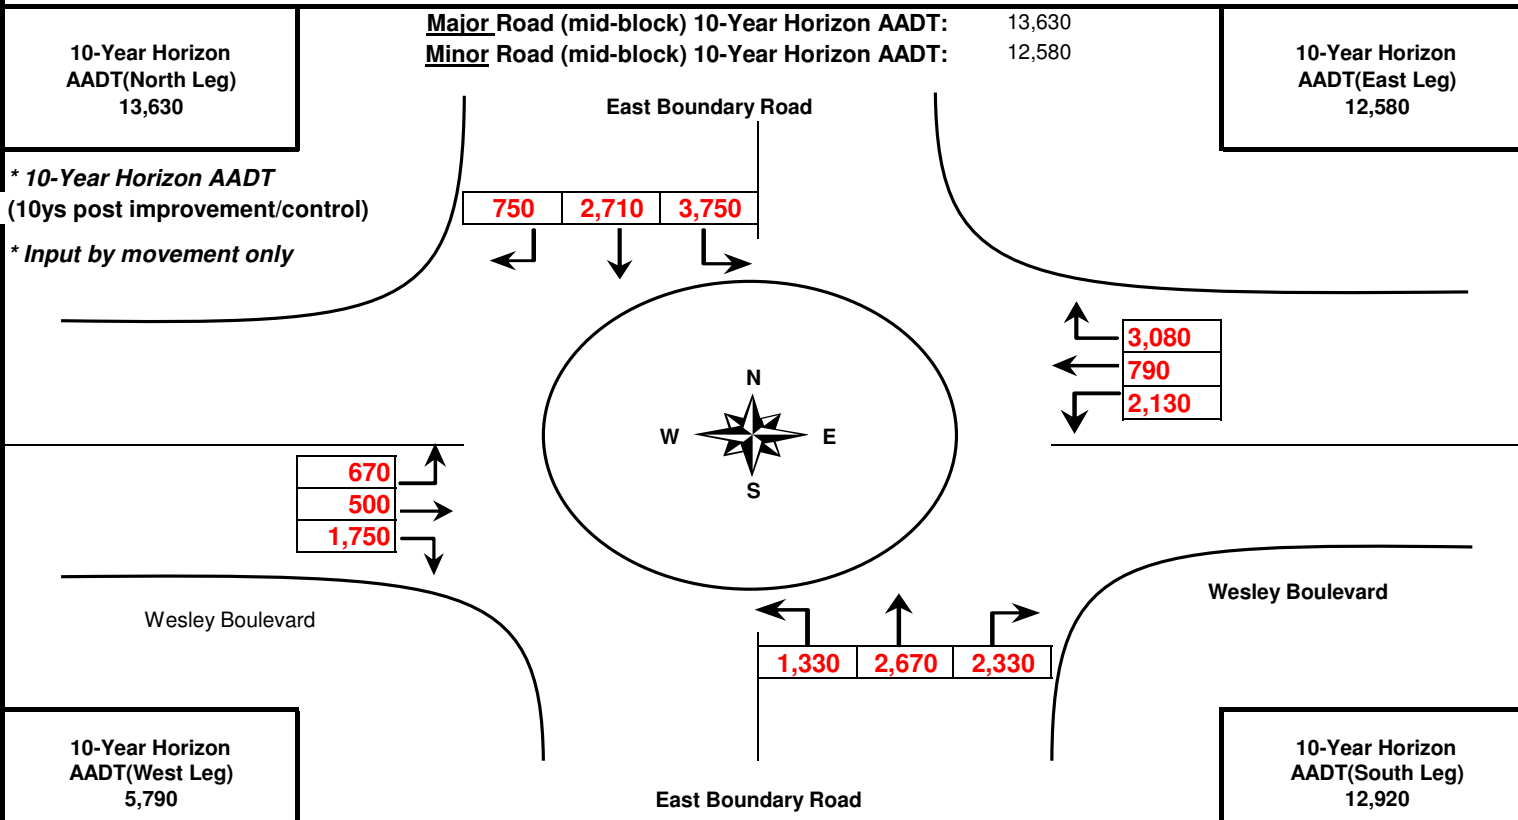 Major Road (mid-block) 10-Year Horizon AADT: 13,630
Minor Road (mid-block) 10-Year Horizon AADT: 12,580
10-Year Horizon
AADT(North Leg)
13,630
10-Year Horizon
AADT(East Leg)
12,580
East Boundary Road
* 10-Year Horizon AADT
(10ys post improvement/control)
* Input by movement only
750 2,710 3,750
3,080
790
2,130
N
W E
S
670
500
1,750
Wesley Boulevard
Wesley Boulevard
1,330 2,670 2,330
10-Year Horizon
AADT(West Leg)
5,790
East Boundary Road
10-Year Horizon
AADT(South Leg)
12,920